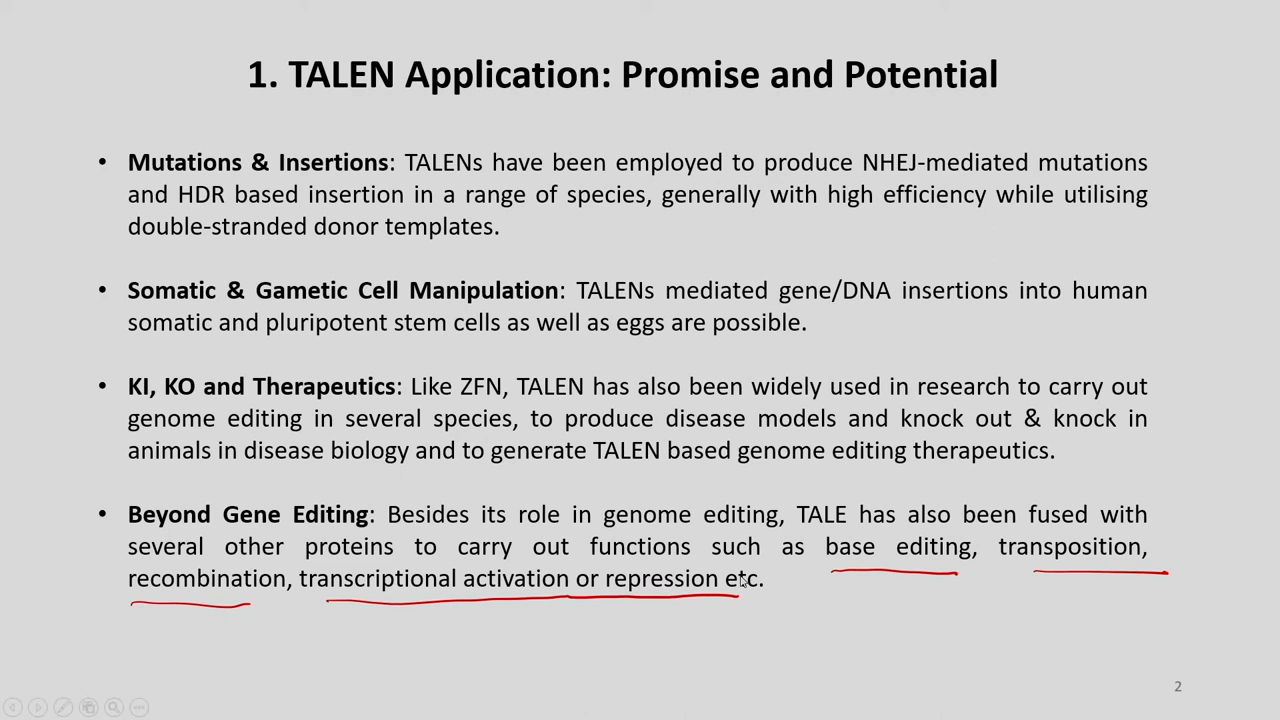 1. TALEN Application: Promise and Potential
• Mutations & Insertions: TALENs have been employed to produce NHEJ-mediated mutations
and HDR based insertion in a range of species, generally with high efficiency while utilising
double-stranded donor templates.
• Somatic & Gametic Cell Manipulation: TALENs mediated gene/DNA insertions into human
somatic and pluripotent stem cells as well as eggs are possible.
• KI, KO and Therapeutics: Like ZFN, TALEN has also been widely used in research to carry out
genome editing in several species, to produce disease models and knock out & knock in
animals in disease biology and to generate TALEN based genome editing therapeutics.
• Beyond Gene Editing: Besides its role in genome editing, TALE has also been fused with
several other proteins to carry out functions such as base editing, transposition,
recombination, transcriptional activation or repression etc.
2